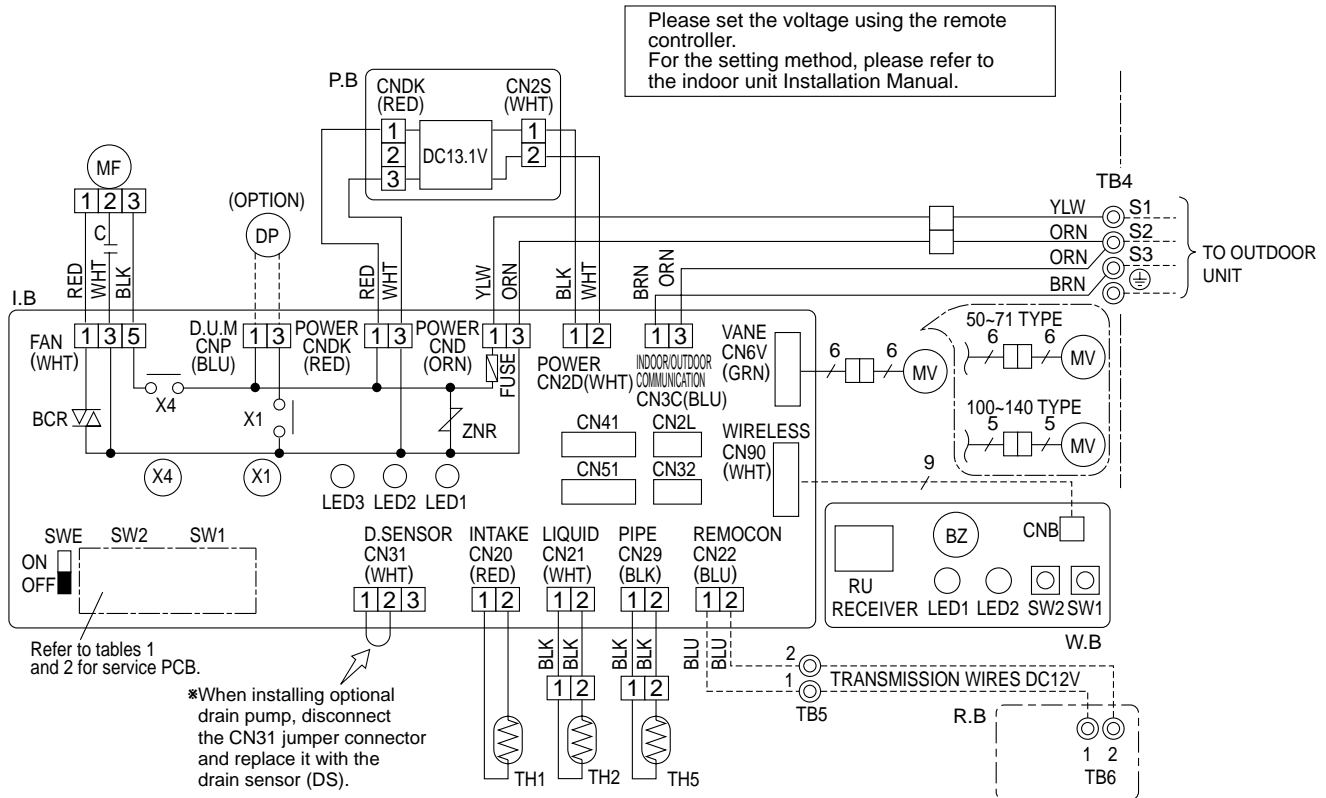 Please set the voltage using the remote
controller.
For the setting method, please refer to
the indoor unit Installation Manual.
P.B
CNDK
(RED)
CN2S
(WHT)
1
2
3
DC13.1V
1
2
MF
1 2 3
C
RED
WHT
BLK
(OPTION)
DP
RED
WHT
YLW
ORN
BLK
WHT
BRN
ORN
TB4
YLW
S1
ORN
S2
ORN
S3
BRN
TO OUTDOOR
UNIT
I.B
FAN
(WHT)
1 3 5
D.U.M
CNP
(BLU)
1 3
POWER
CNDK
(RED)
1 3
POWER
CND
(ORN)
1 3
FUSE
1 2
POWER
CN2D(WHT)
1 3
INDOOR/OUTDOOR
COMMUNICATION
CN3C(BLU)
VANE
CN6V
(GRN)
6
6
MV
50~71 TYPE
6
6
MV
100~140 TYPE
5
5
MV
BCR
X4
X1
ZNR
CN41
CN2L
CN51
CN32
WIRELESS
CN90
(WHT)
9
X4
X1
LED3 LED2 LED1
SWE
ON
OFF
SW2
SW1
D.SENSOR
CN31
(WHT)
1 2 3
INTAKE
CN20
(RED)
1 2
LIQUID
CN21
(WHT)
1 2
PIPE
CN29
(BLK)
1 2
REMOCON
CN22
(BLU)
1 2
RU
RECEIVER
BZ
CNB
LED1 LED2 SW2 SW1
W.B
Refer to tables 1
and 2 for service PCB.
※When installing optional
drain pump, disconnect
the CN31 jumper connector
and replace it with the
drain sensor (DS).
BLK
BLK
BLK
BLK
BLU
BLU
1 2
1 2
TH1
TH2
TH5
2
1
TB5
TRANSMISSION WIRES DC12V
R.B
1 2
TB6